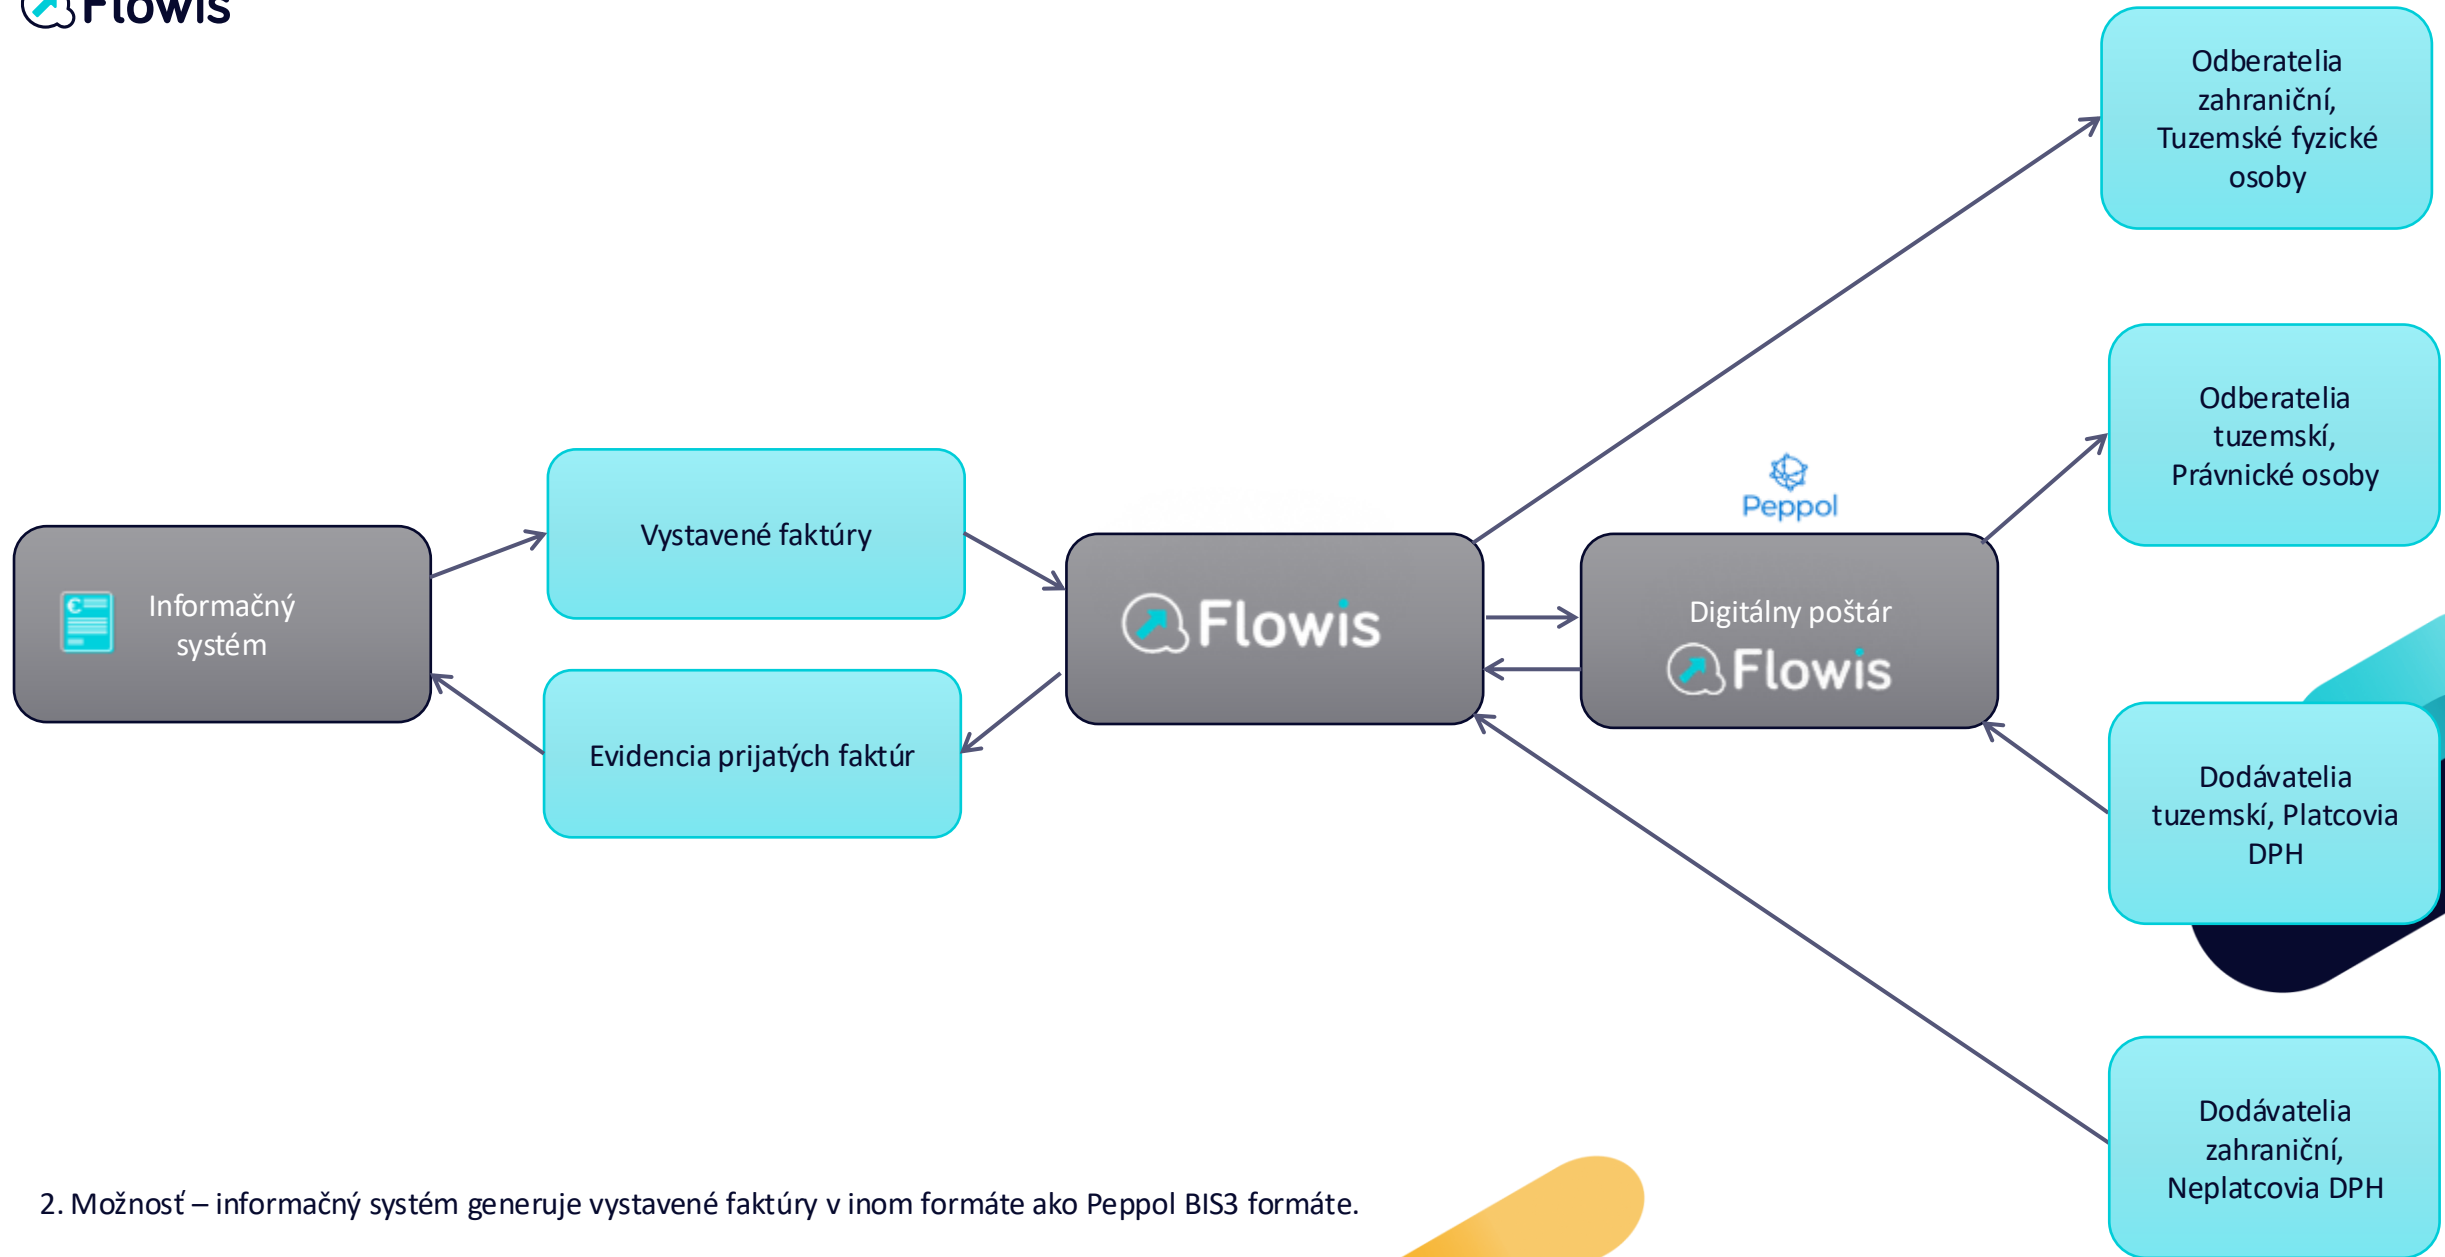 Flowis
Odberatelia
zahraniční,
Tuzemské fyzické
osoby
Odberatelia
tuzemskí,
Právnické osoby
Peppol
Vystavené faktúry
Informačný
systém
€
Flowis
Digitálny poštár
Flowis
Evidencia prijatých faktúr
Dodávatelia
tuzemskí, Platcovia
DPH
Dodávatelia
zahraniční,
Neplatcovia DPH
2. Možnosť – informačný systém generuje vystavené faktúry v inom formáte ako Peppol BIS3 formáte.